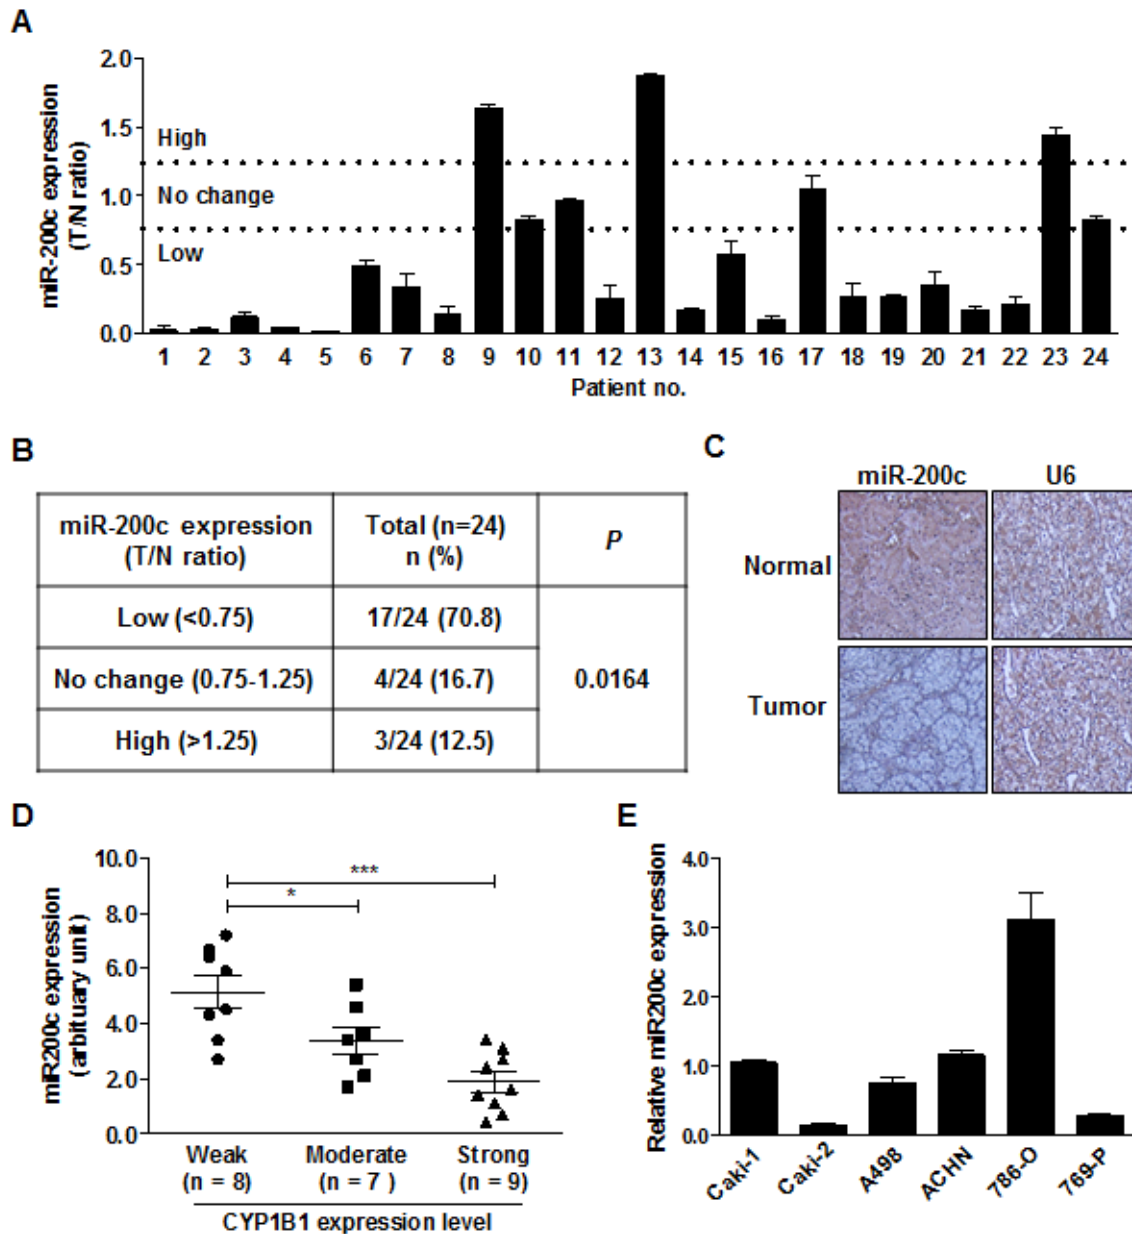 A
miR-200c expression
(T/N ratio)
2.0
1.5
1.0
0.5
0.0
High
No change
Low
1 2 3 4 5 6 7 8 9 10 11 12 13 14 15 16 17 18 19 20 21 22 23 24
Patient no.
B
miR-200c expression
(T/N ratio)
Total (n=24)
n (%)
P
Low (<0.75)
17/24 (70.8)
No change (0.75-1.25)
4/24 (16.7)
0.0164
High (>1.25)
3/24 (12.5)
C
miR-200c
U6
Normal
Tumor
D
miR200c expression
(arbituary unit)
10.0
8.0
6.0
4.0
2.0
0.0
***
*
Weak
(n = 8)
Moderate
(n = 7 )
Strong
(n = 9)
CYP1B1 expression level
E
Relative miR200c expression
4.0
3.0
2.0
1.0
0.0
Caki-1
Caki-2
A498
ACHN
786-O
769-P